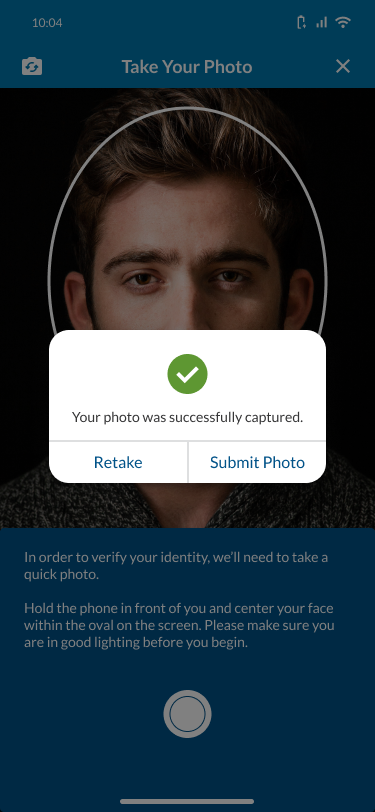 10:04
Take Your Photo
Your photo was successfully captured.
Retake
Submit Photo
In order to verify your identity, we'll need to take a
quick photo.
Hold the phone in front of you and center your face
within the oval on the screen. Please make sure you
are in good lighting before you begin.